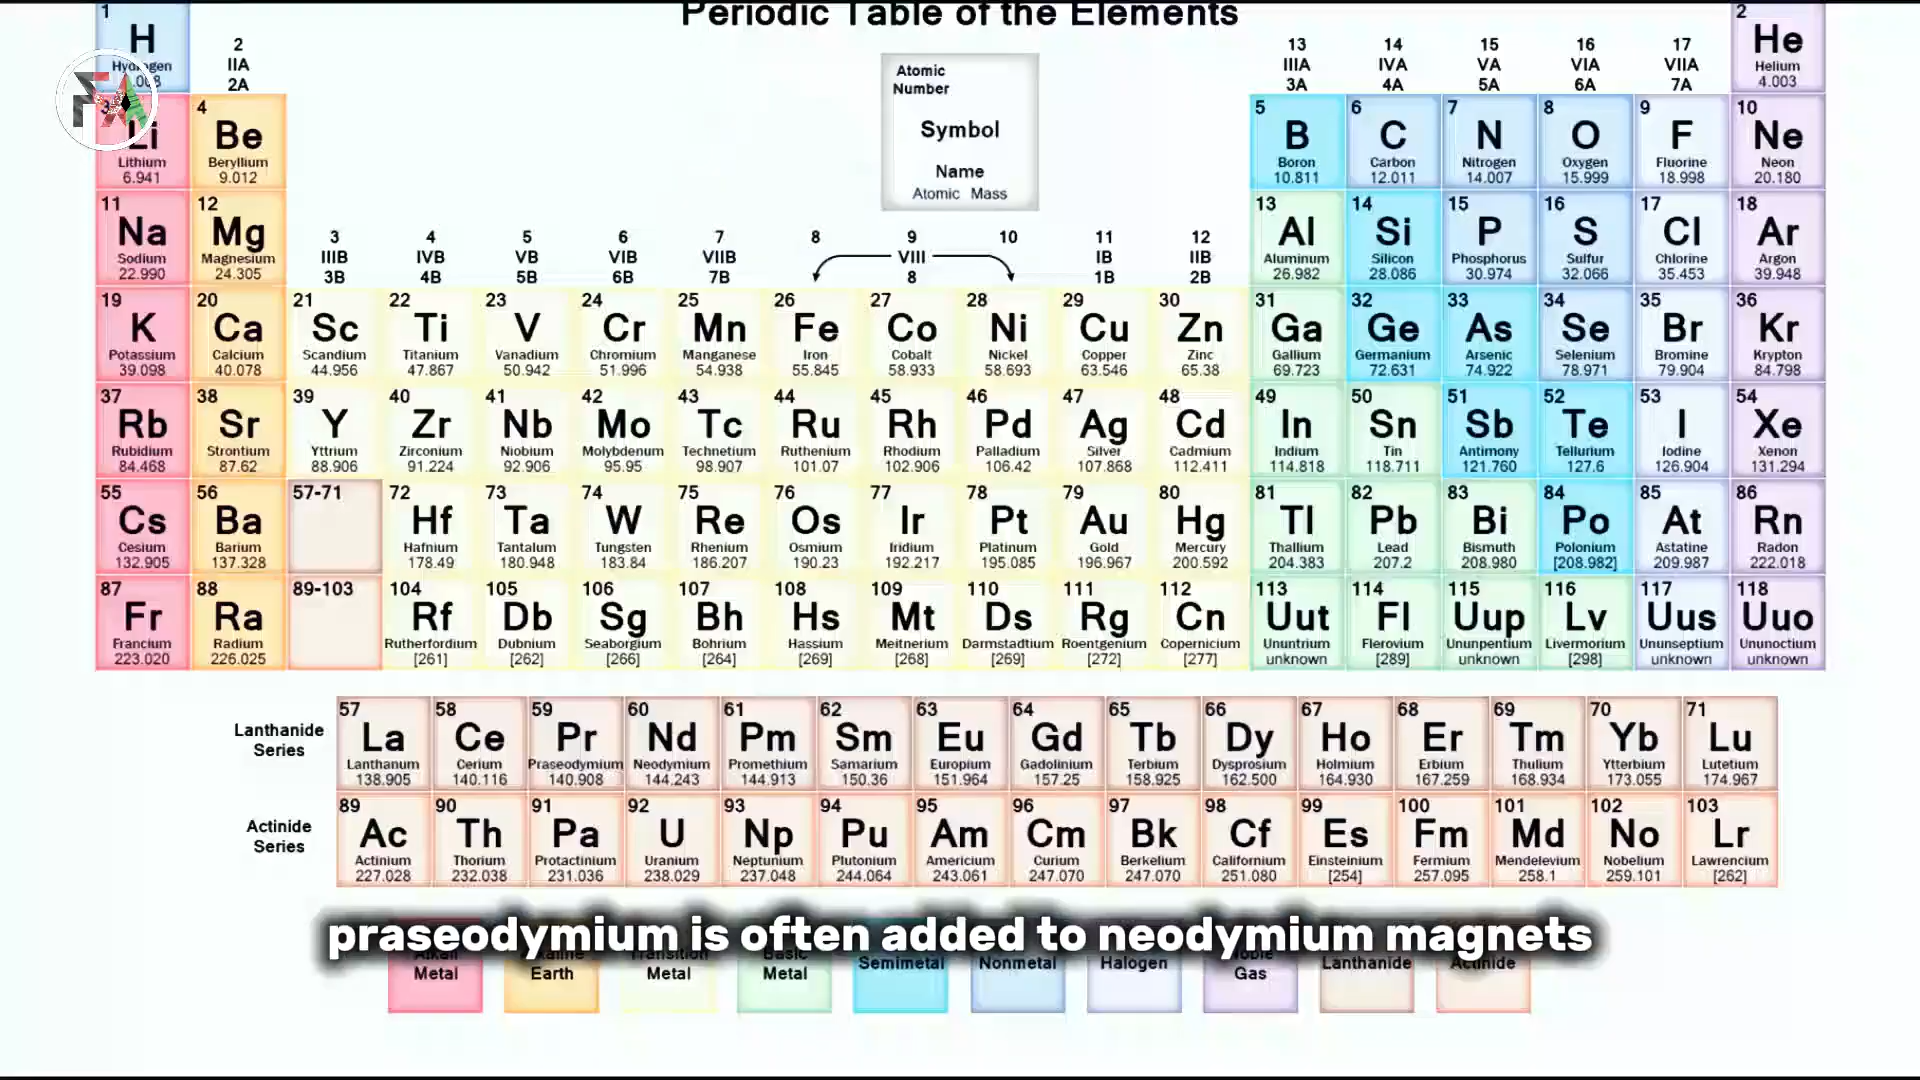 Periodic Table of the Elements
1
H
Hydrogen
2
IIA
2A
13
IIIA
3A
14
IVA
4A
15
VA
5A
16
VIA
6A
17
VIIA
7A
2
He
Helium
4.003
Atomic
Number
Symbol
Name
Atomic Mass
FA
Li
Lithium
6.941
4
Be
Beryllium
9.012
5
B
Boron
10.811
6
C
Carbon
12.011
7
N
Nitrogen
14.007
8
O
Oxygen
15.999
9
F
Fluorine
18.998
10
Ne
Neon
20.180
11
Na
Sodium
22.990
12
Mg
Magnesium
24.305
3
IIIB
3B
4
IVB
4B
5
VB
5B
6
VIB
6B
7
VIIB
7B
8
9
10
VIII
8
11
IB
1B
12
IIB
2B
13
Al
Aluminum
26.982
14
Si
Silicon
28.086
15
P
Phosphorus
30.974
16
S
Sulfur
32.066
17
Cl
Chlorine
35.453
18
Ar
Argon
39.948
19
K
Potassium
39.098
20
Ca
Calcium
40.078
21
Sc
Scandium
44.956
22
Ti
Titanium
47.867
23
V
Vanadium
50.942
24
Cr
Chromium
51.996
25
Mn
Manganese
54.938
26
Fe
Iron
55.845
27
Co
Cobalt
58.933
28
Ni
Nickel
58.693
29
Cu
Copper
63.546
30
Zn
Zinc
65.38
31
Ga
Gallium
69.723
32
Ge
Germanium
72.631
33
As
Arsenic
74.922
34
Se
Selenium
78.971
35
Br
Bromine
79.904
36
Kr
Krypton
84.798
37
Rb
Rubidium
84.468
38
Sr
Strontium
87.62
39
Y
Yttrium
88.906
40
Zr
Zirconium
91.224
41
Nb
Niobium
92.906
42
Mo
Molybdenum
95.95
43
Tc
Technetium
98.907
44
Ru
Ruthenium
101.07
45
Rh
Rhodium
102.906
46
Pd
Palladium
106.42
47
Ag
Silver
107.868
48
Cd
Cadmium
112.411
49
In
Indium
114.818
50
Sn
Tin
118.711
51
Sb
Antimony
121.760
52
Te
Tellurium
127.6
53
I
Iodine
126.904
54
Xe
Xenon
131.294
55
Cs
Cesium
132.905
56
Ba
Barium
137.328
57-71
72
Hf
Hafnium
178.49
73
Ta
Tantalum
180.948
74
W
Tungsten
183.84
75
Re
Rhenium
186.207
76
Os
Osmium
190.23
77
Ir
Iridium
192.217
78
Pt
Platinum
195.085
79
Au
Gold
196.967
80
Hg
Mercury
200.592
81
Tl
Thallium
204.383
82
Pb
Lead
207.2
83
Bi
Bismuth
208.980
84
Po
Polonium
[208.982]
85
At
Astatine
209.987
86
Rn
Radon
222.018
87
Fr
Francium
223.020
88
Ra
Radium
226.025
89-103
104
Rf
Rutherfordium
[261]
105
Db
Dubnium
[262]
106
Sg
Seaborgium
[266]
107
Bh
Bohrium
[264]
108
Hs
Hassium
[269]
109
Mt
Meitnerium
[268]
110
Ds
Darmstadtium
[269]
111
Rg
Roentgenium
[272]
112
Cn
Copernicium
[277]
113
Uut
Ununtrium
unknown
114
Fl
Flerovium
[289]
115
Uup
Ununpentium
unknown
116
Lv
Livermorium
[298]
117
Uus
Ununseptium
unknown
118
Uuo
Ununoctium
unknown
Lanthanide
Series
57
La
Lanthanum
138.905
58
Ce
Cerium
140.116
59
Pr
Praseodymium
140.908
60
Nd
Neodymium
144.243
61
Pm
Promethium
144.913
62
Sm
Samarium
150.36
63
Eu
Europium
151.964
64
Gd
Gadolinium
157.25
65
Tb
Terbium
158.925
66
Dy
Dysprosium
162.500
67
Ho
Holmium
164.930
68
Er
Erbium
167.259
69
Tm
Thulium
168.934
70
Yb
Ytterbium
173.055
71
Lu
Lutetium
174.967
Actinide
Series
89
Ac
Actinium
227.028
90
Th
Thorium
232.038
91
Pa
Protactinium
231.036
92
U
Uranium
238.029
93
Np
Neptunium
237.048
94
Pu
Plutonium
244.064
95
Am
Americium
243.061
96
Cm
Curium
247.070
97
Bk
Berkelium
247.070
98
Cf
Californium
251.080
99
Es
Einsteinium
[254]
100
Fm
Fermium
257.095
101
Md
Mendelevium
258.1
102
No
Nobelium
259.101
103
Lr
Lawrencium
[262]
praseodymium is often added to neodymium magnets
Alkali
Metal
Alkaline
Earth
Transition
Metal
Basic
Metal
Semimetal
Nonmetal
Halogen
Noble
Gas
Lanthanide
Actinide